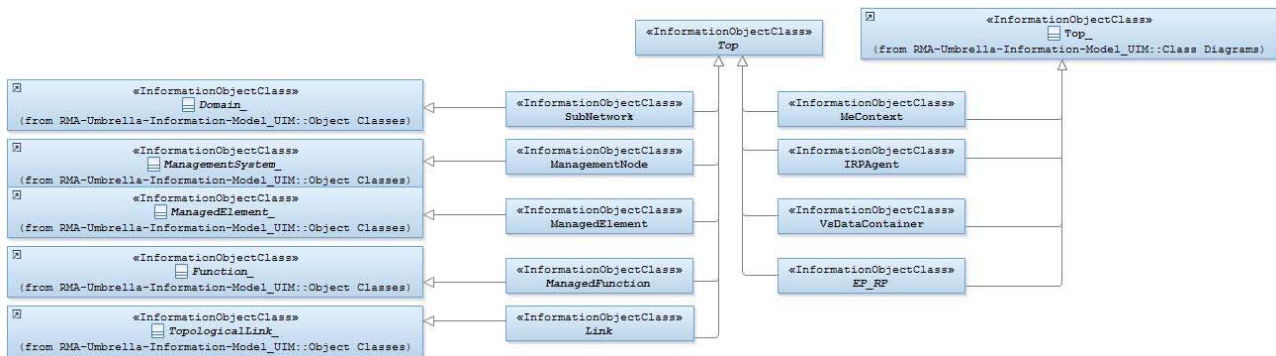 «InformationObjectClass»
Top
«InformationObjectClass»
Top_
(from RMA-Umbrella-Information-Model_UIM::Class Diagrams)
«InformationObjectClass»
Domain_
(from RMA-Umbrella-Information-Model_UIM::Object Classes)
«InformationObjectClass»
SubNetwork
«InformationObjectClass»
MeContext
«InformationObjectClass»
ManagementSystem_
(from RMA-Umbrella-Information-Model_UIM::Object Classes)
«InformationObjectClass»
ManagementNode
«InformationObjectClass»
IRPAgent
«InformationObjectClass»
ManagedElement_
(from RMA-Umbrella-Information-Model_UIM::Object Classes)
«InformationObjectClass»
ManagedElement
«InformationObjectClass»
VsDataContainer
«InformationObjectClass»
Function_
(from RMA-Umbrella-Information-Model_UIM::Object Classes)
«InformationObjectClass»
ManagedFunction
«InformationObjectClass»
EP_RP
«InformationObjectClass»
TopologicalLink_
(from RMA-Umbrella-Information-Model_UIM::Object Classes)
«InformationObjectClass»
Link